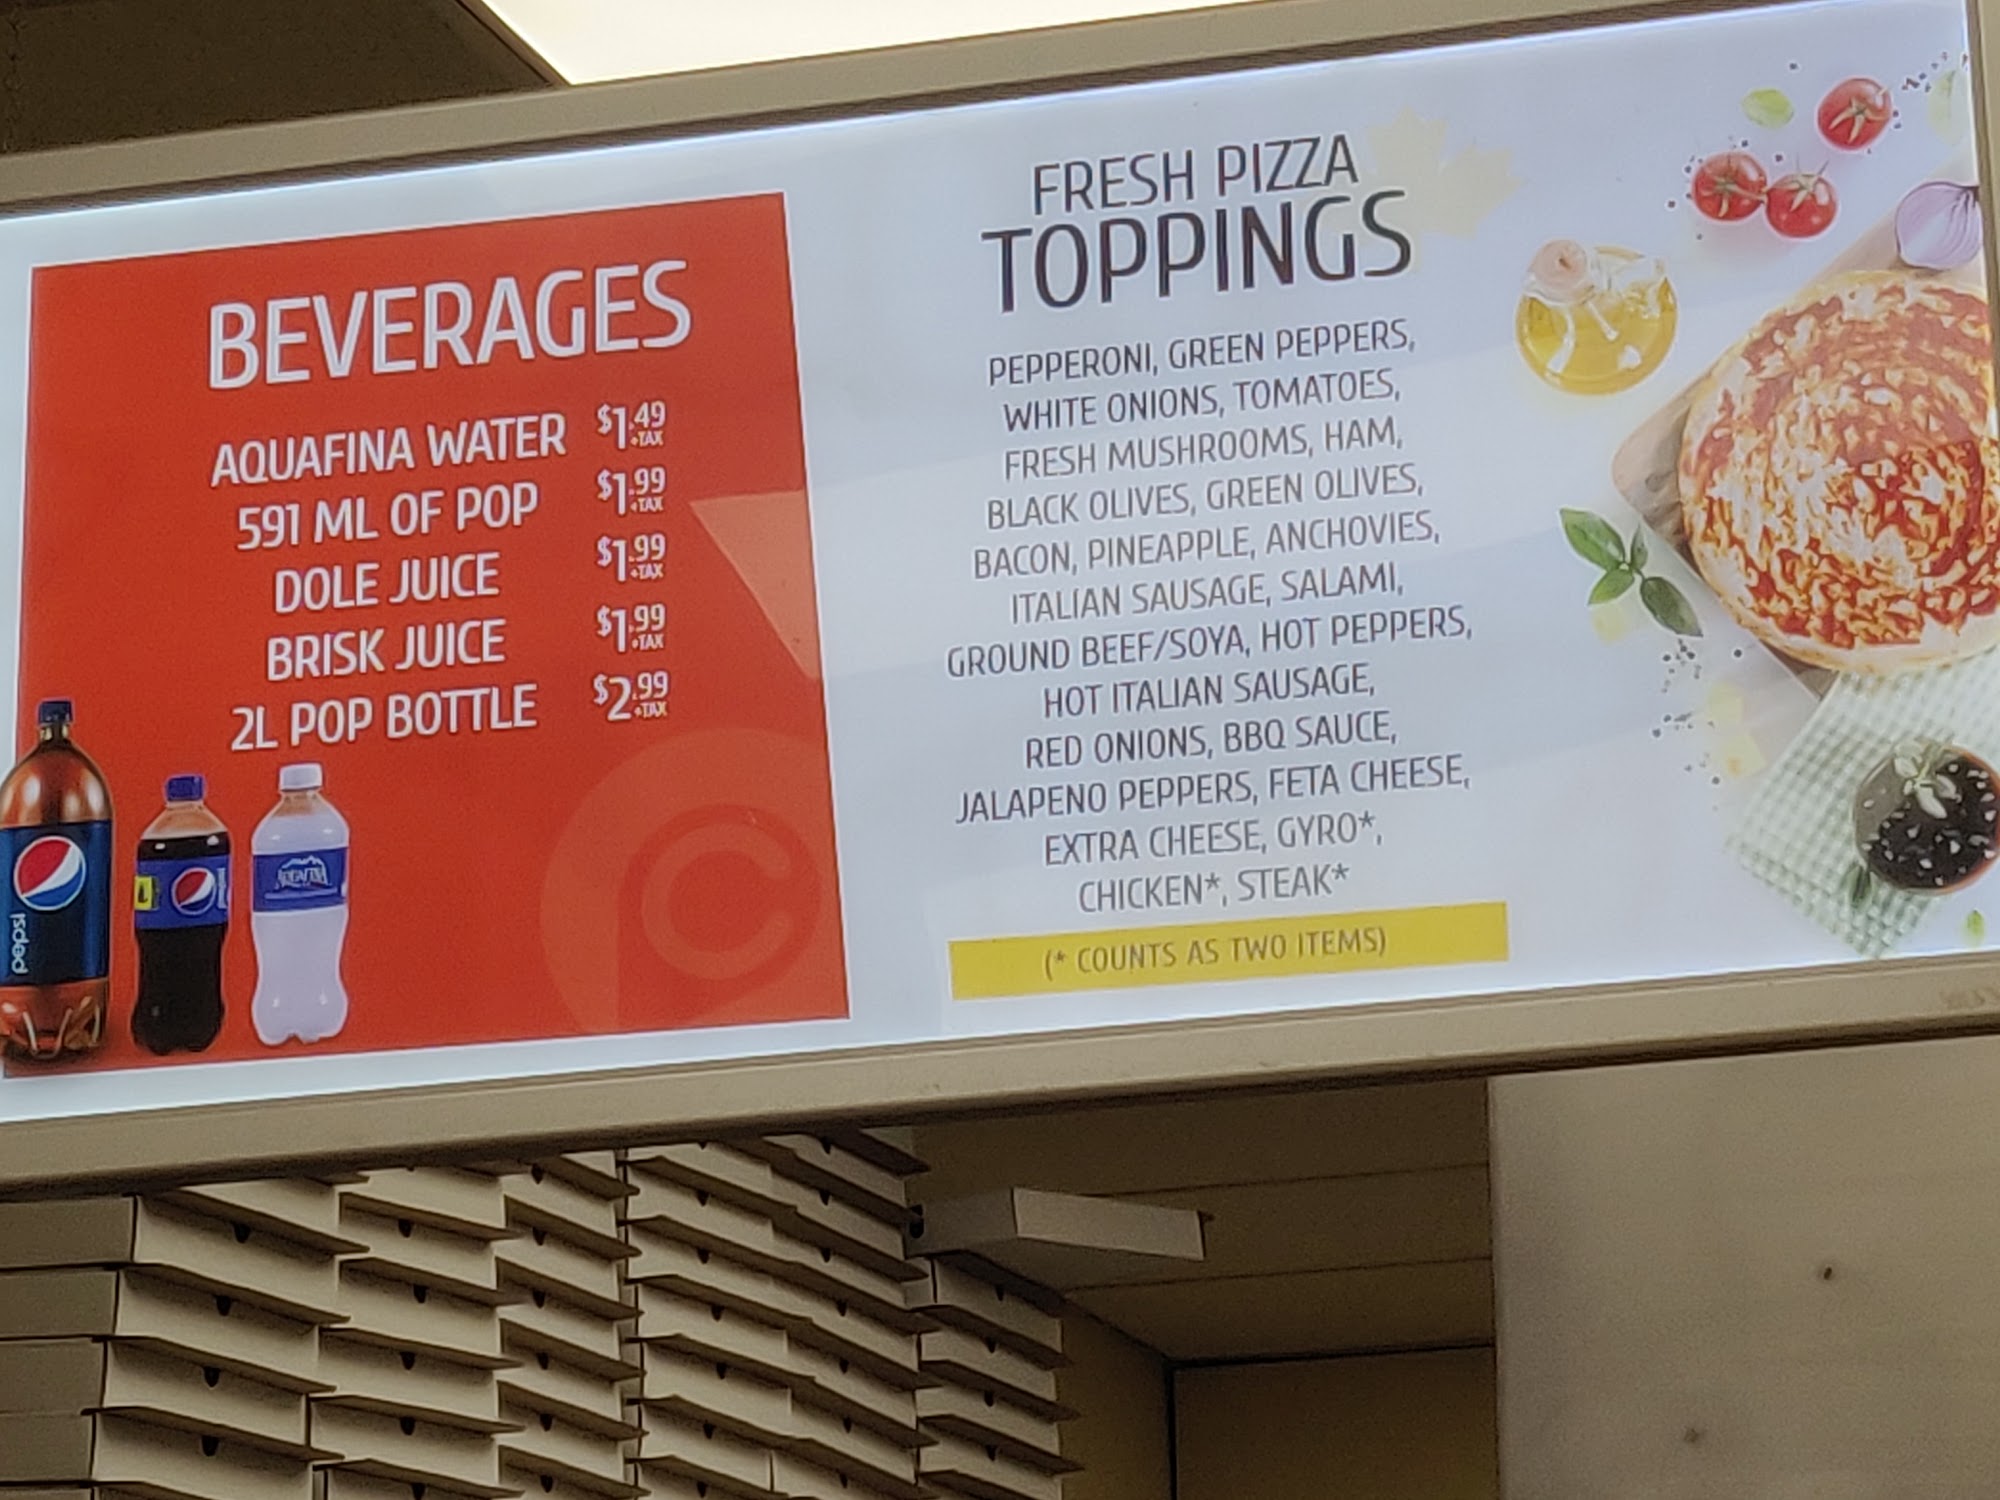 BEVERAGES
AQUAFINA WATER $1.49 +TAX
591 ML OF POP $1.99 +TAX
DOLE JUICE $1.99 +TAX
BRISK JUICE $1.99 +TAX
2L POP BOTTLE $2.99 +TAX
pepsi
pepsi
AQUAFINA
FRESH PIZZA
TOPPINGS
PEPPERONI, GREEN PEPPERS,
WHITE ONIONS, TOMATOES,
FRESH MUSHROOMS, HAM,
BLACK OLIVES, GREEN OLIVES,
BACON, PINEAPPLE, ANCHOVIES,
ITALIAN SAUSAGE, SALAMI,
GROUND BEEF/SOYA, HOT PEPPERS,
HOT ITALIAN SAUSAGE,
RED ONIONS, BBQ SAUCE,
JALAPENO PEPPERS, FETA CHEESE,
EXTRA CHEESE, GYRO*,
CHICKEN*, STEAK*
(* COUNTS AS TWO ITEMS)